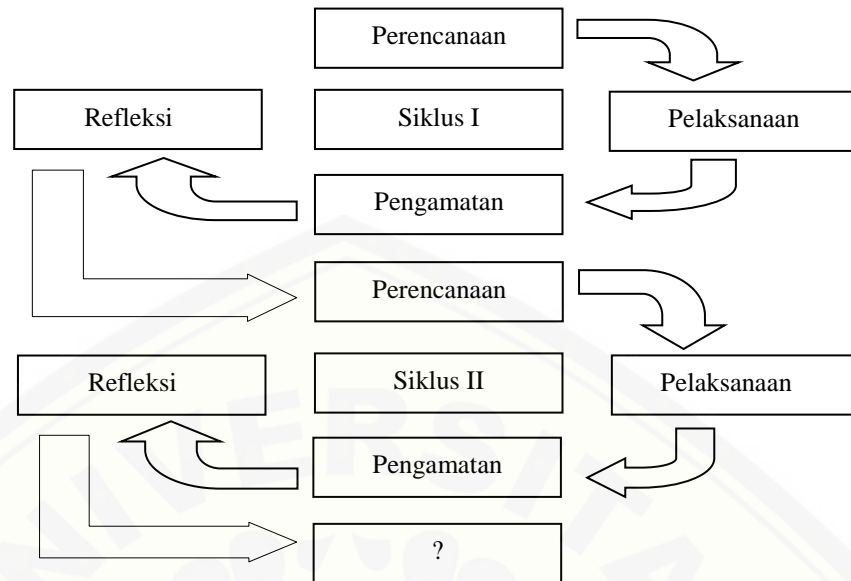 Perencanaan
Refleksi
Siklus I
Pelaksanaan
Pengamatan
Perencanaan
Refleksi
Siklus II
Pelaksanaan
Pengamatan
?